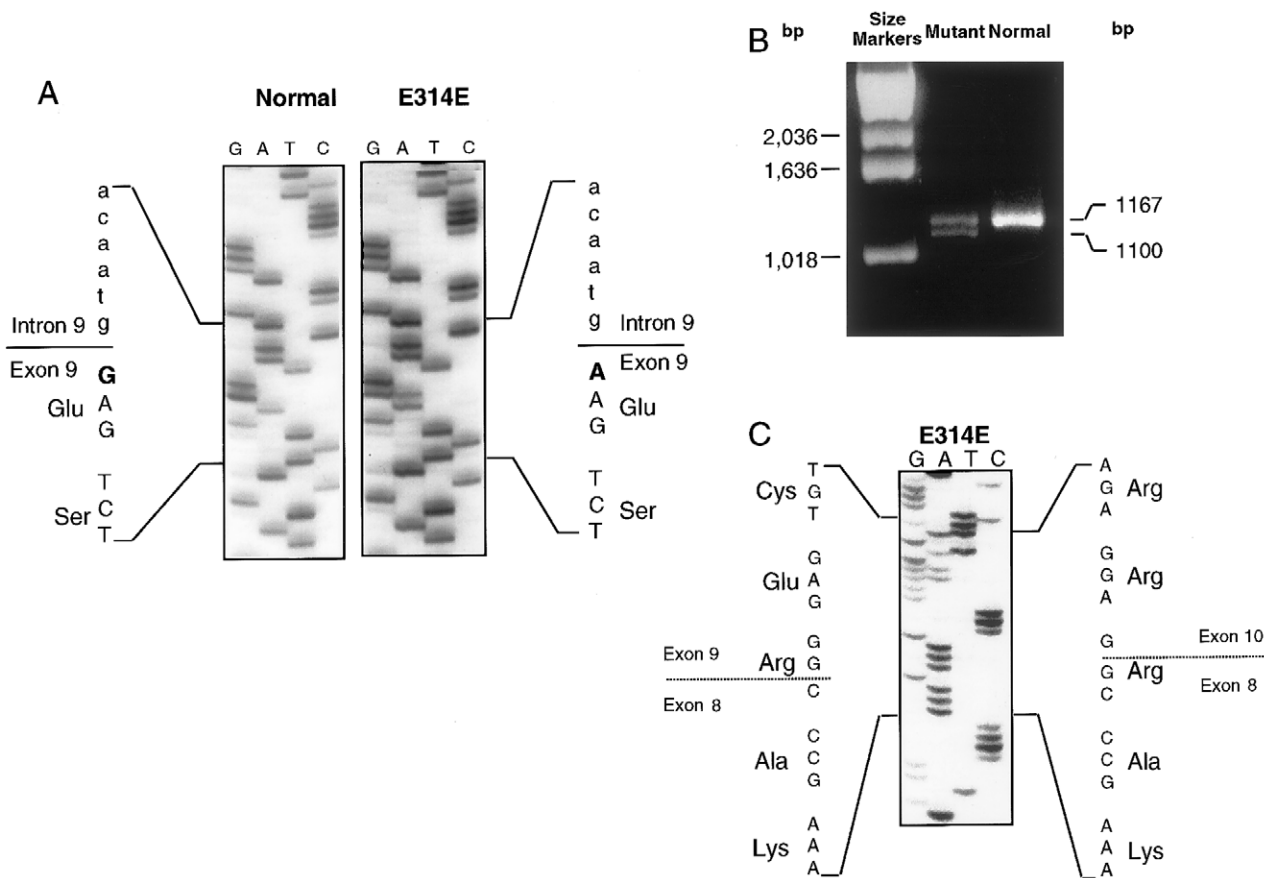 A
Normal E314E
G A T C G A T C
a
c
a
a
t
g
Intron 9
Exon 9
G
A
G
Glu
T
C
T
Ser
a
c
a
a
t
g
Intron 9
Exon 9
A
A
G
Glu
T
C
T
Ser
B
bp Size Markers Mutant Normal bp
2,036
1,636
1,018
1167
1100
C
E314E
G A T C
T
G
T
Cys
G
A
G
Glu
G
G
C
Arg
Exon 9
Exon 8
C
C
G
Ala
A
A
A
Lys
A
G
A
Arg
G
G
A
Arg
G
G
C
Arg
Exon 10
Exon 8
C
C
G
Ala
A
A
A
Lys